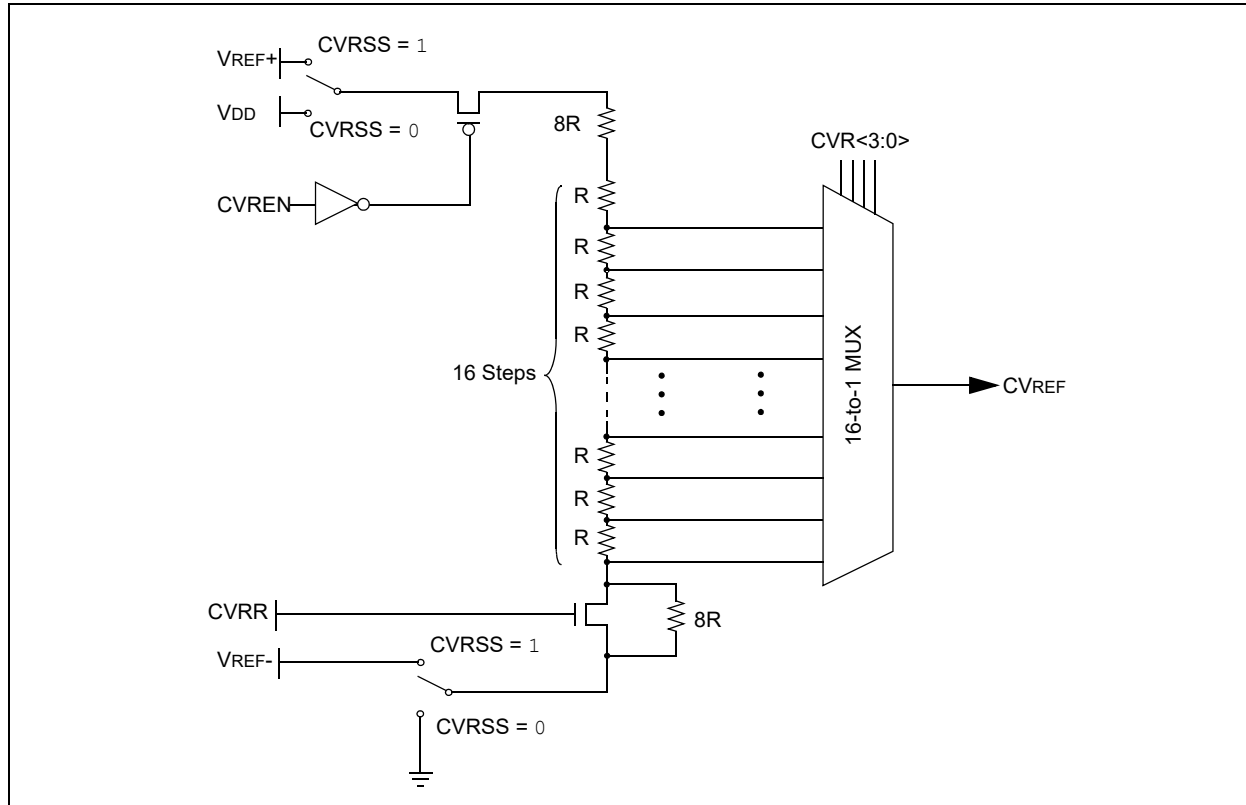 CVRSS = 1
VREF+
VDD
CVRSS = 0
8R
CVR<3:0>
CVREN
R
R
R
R
16 Steps
16-to-1 MUX
CVREF
R
R
R
CVRR
8R
CVRSS = 1
VREF-
CVRSS = 0